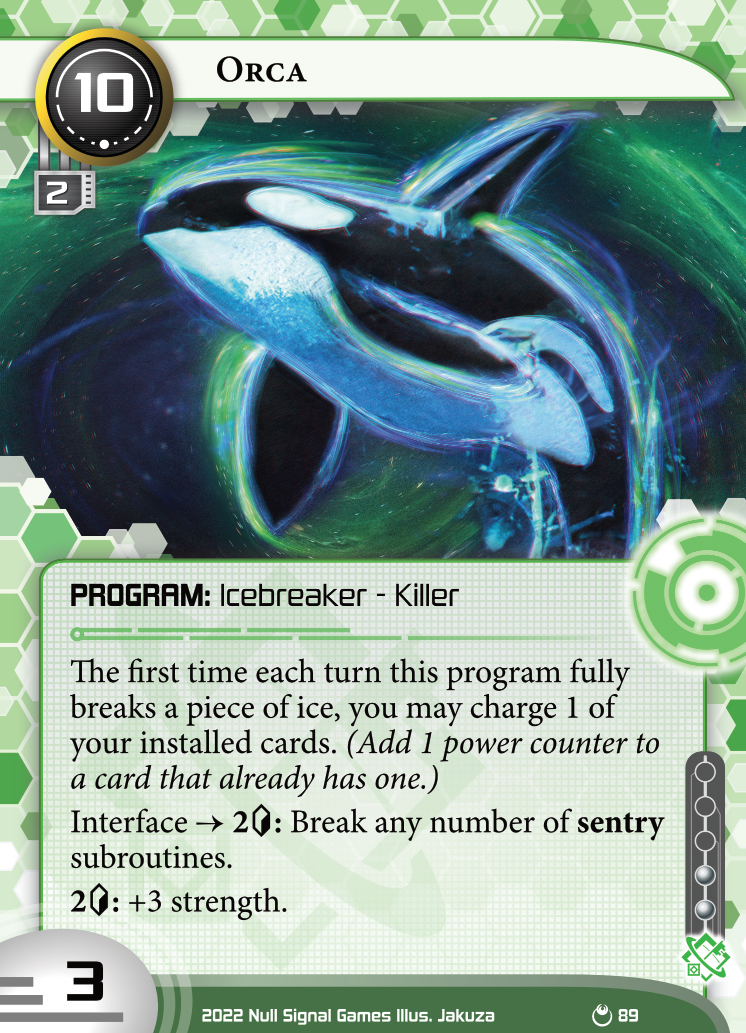 10
Orca
2
PROGRAM: Icebreaker - Killer
The first time each turn this program fully
breaks a piece of ice, you may charge 1 of
your installed cards. (Add 1 power counter to
a card that already has one.)
Interface → 2: Break any number of sentry
subroutines.
2: +3 strength.
3
2022 Null Signal Games Illus. Jakuza
89